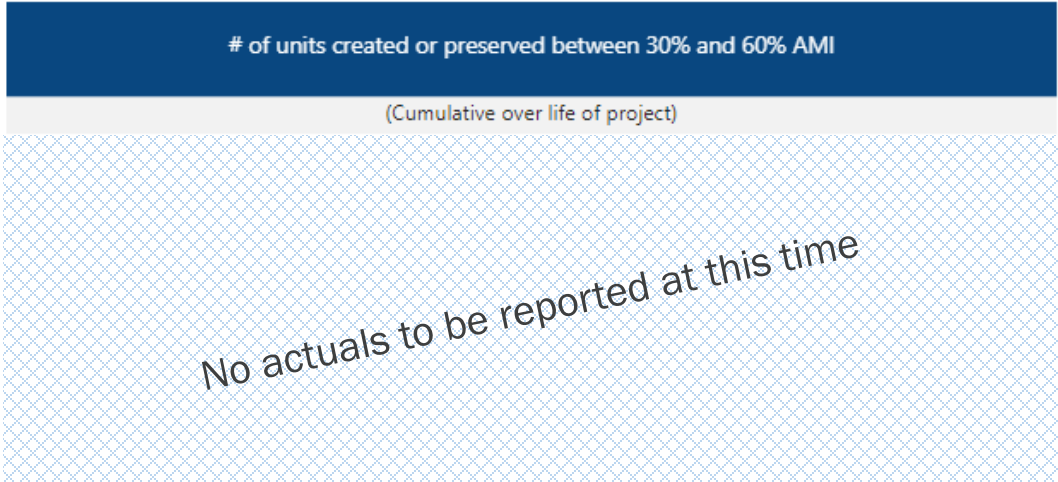 # of units created or preserved between 30% and 60% AMI
(Cumulative over life of project)
No actuals to be reported at this time